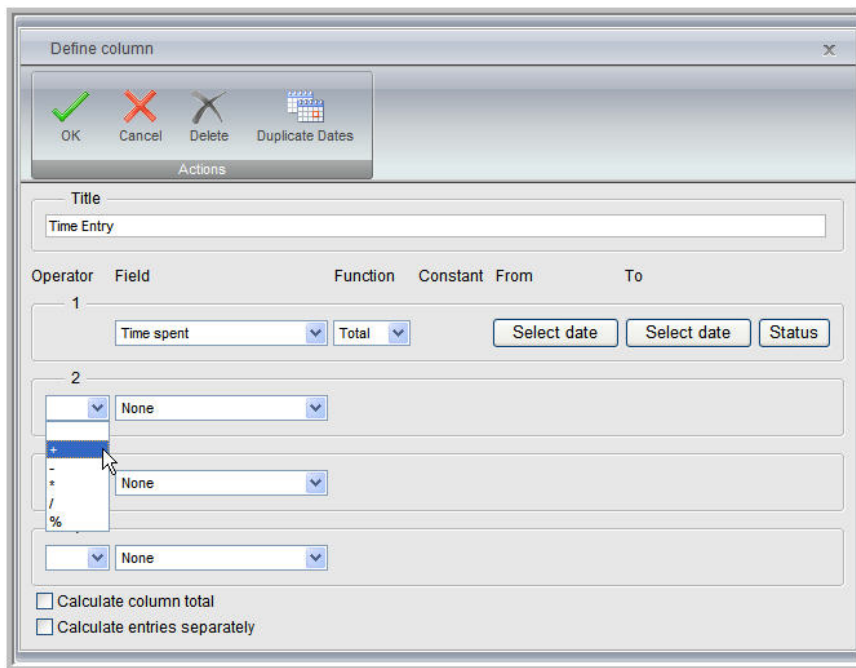 Define column
OK Cancel Delete Duplicate Dates
Actions
Title
Time Entry
Operator Field Function Constant From To
1
Time spent Total Select date Select date Status
2
None
+
-
*
None
/
%
None
Calculate column total
Calculate entries separately